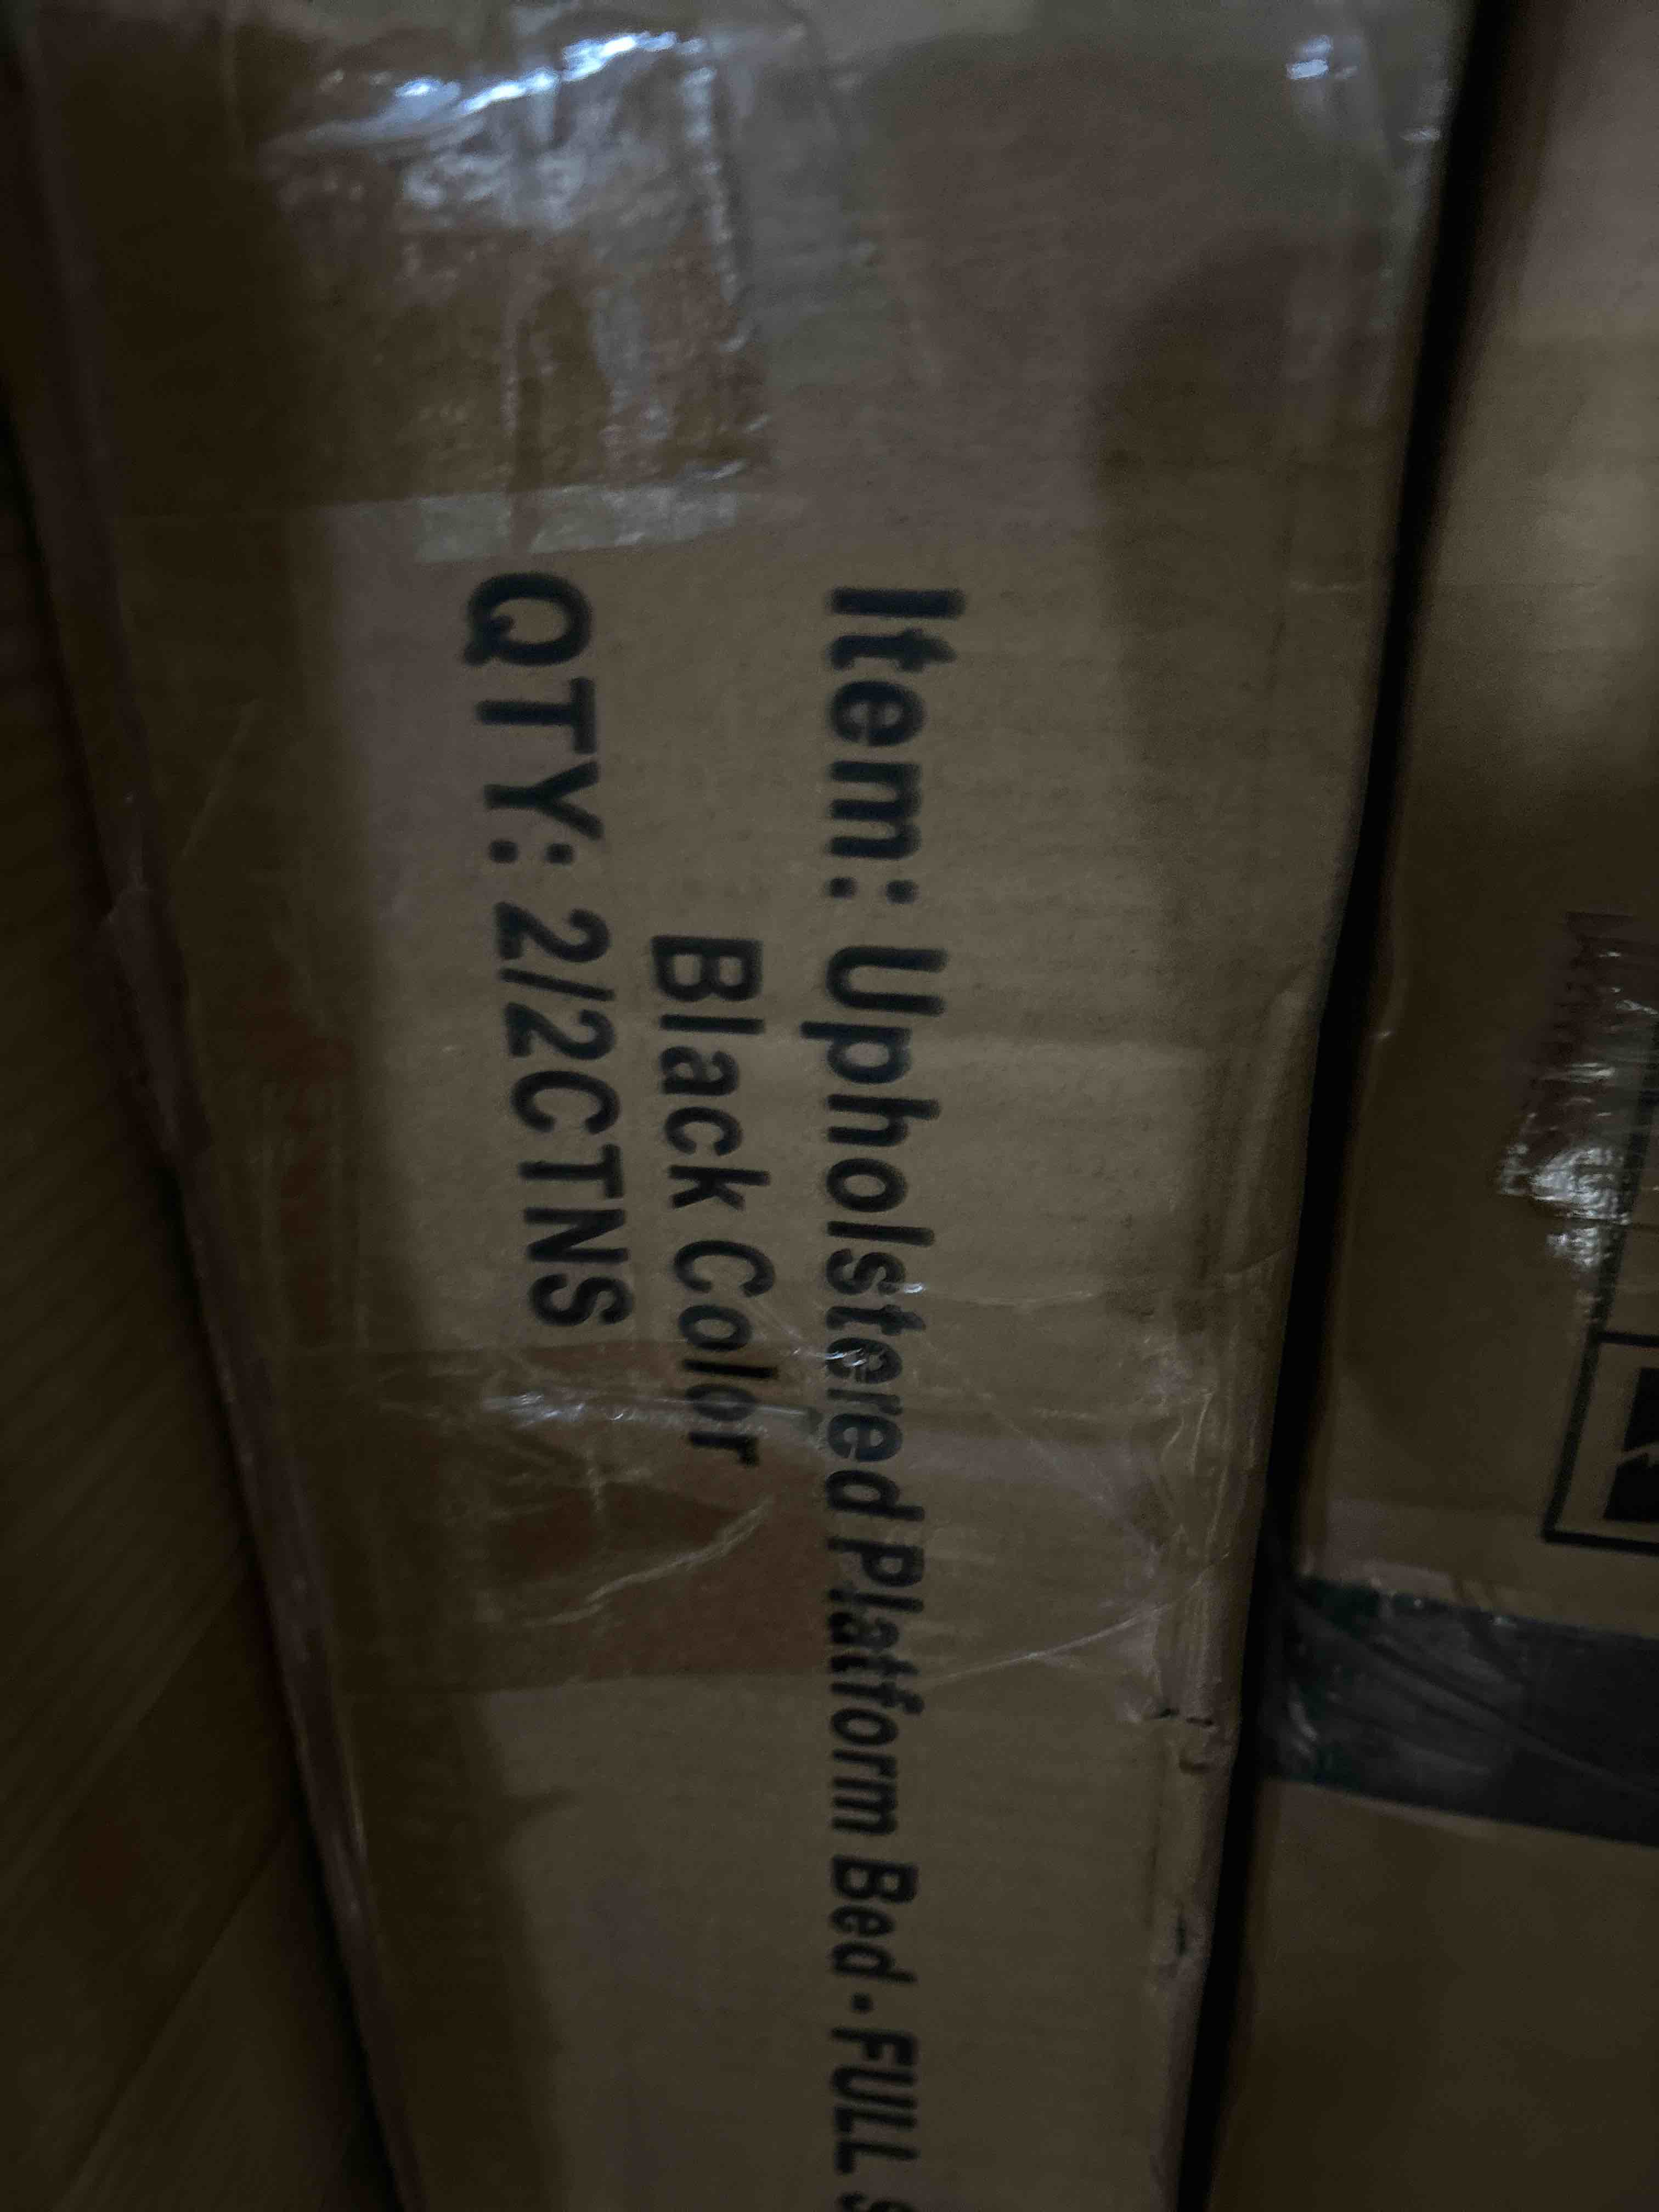 Item: Upholstered Platform Bed - FULL S
Black Color
QTY: 2/2CTNS